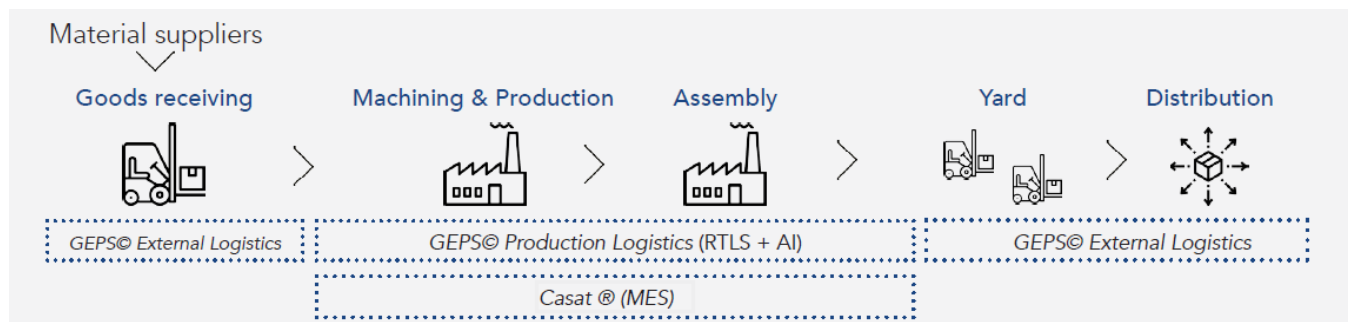 Material suppliers
Goods receiving
Machining & Production
Assembly
Yard
Distribution
GEPS© External Logistics
GEPS© Production Logistics (RTLS + AI)
GEPS© External Logistics
Casat ® (MES)